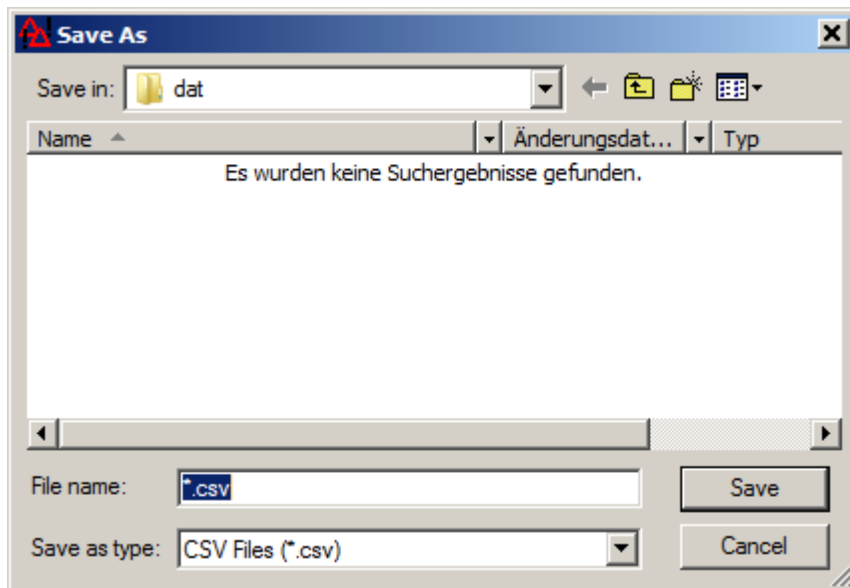 Save As
Save in: dat
Name Änderungsdat... Typ
Es wurden keine Suchergebnisse gefunden.
File name: *.csv Save
Save as type: CSV Files (*.csv) Cancel